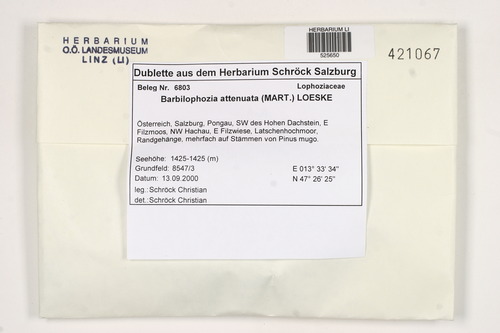 HERBARIUM
O.Ö. LANDESMUSEUM
LINZ (LI)
HERBARIUM LI
525650
421067
Dublette aus dem Herbarium Schröck Salzburg
Beleg Nr. 6803 Lophoziaceae
Barbilophozia attenuata (MART.) LOESKE
Österreich, Salzburg, Pongau, SW des Hohen Dachstein, E
Filzmoos, NW Hachau, E Filzwiese, Latschenhochmoor,
Randgehänge, mehrfach auf Stämmen von Pinus mugo.
Seehöhe: 1425-1425 (m)
Grundfeld: 8547/3 E 013° 33' 34"
Datum: 13.09.2000 N 47° 26' 25"
leg.:Schröck Christian
det.:Schröck Christian